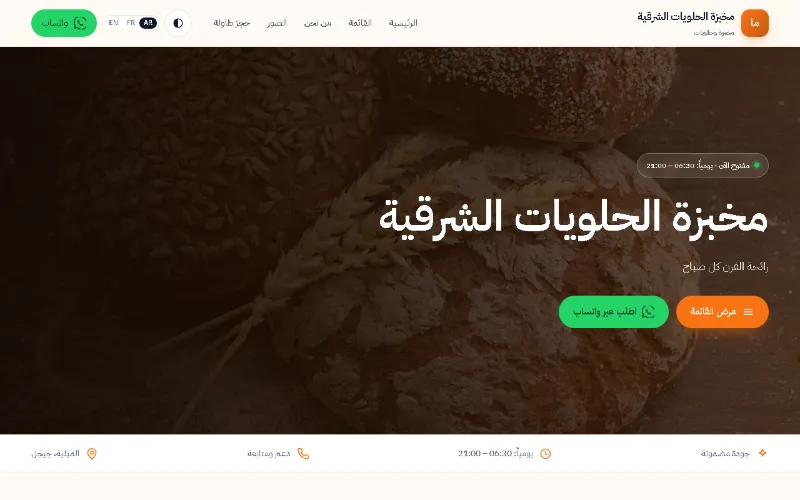 ما
مخبزة الحلويات الشرقية
مخبزة وحلويات
الرئيسية
القائمة
من نحن
الصور
حجز طاولة
AR
FR
EN
واتساب
مفتوح الآن · يومياً: 06:30 – 21:00
مخبزة الحلويات الشرقية
رائحة الفرن كل صباح
عرض القائمة
اطلب عبر واتساب
جودة مضمونة
يومياً: 06:30 – 21:00
دعم ومتابعة
الميلية، جيجل